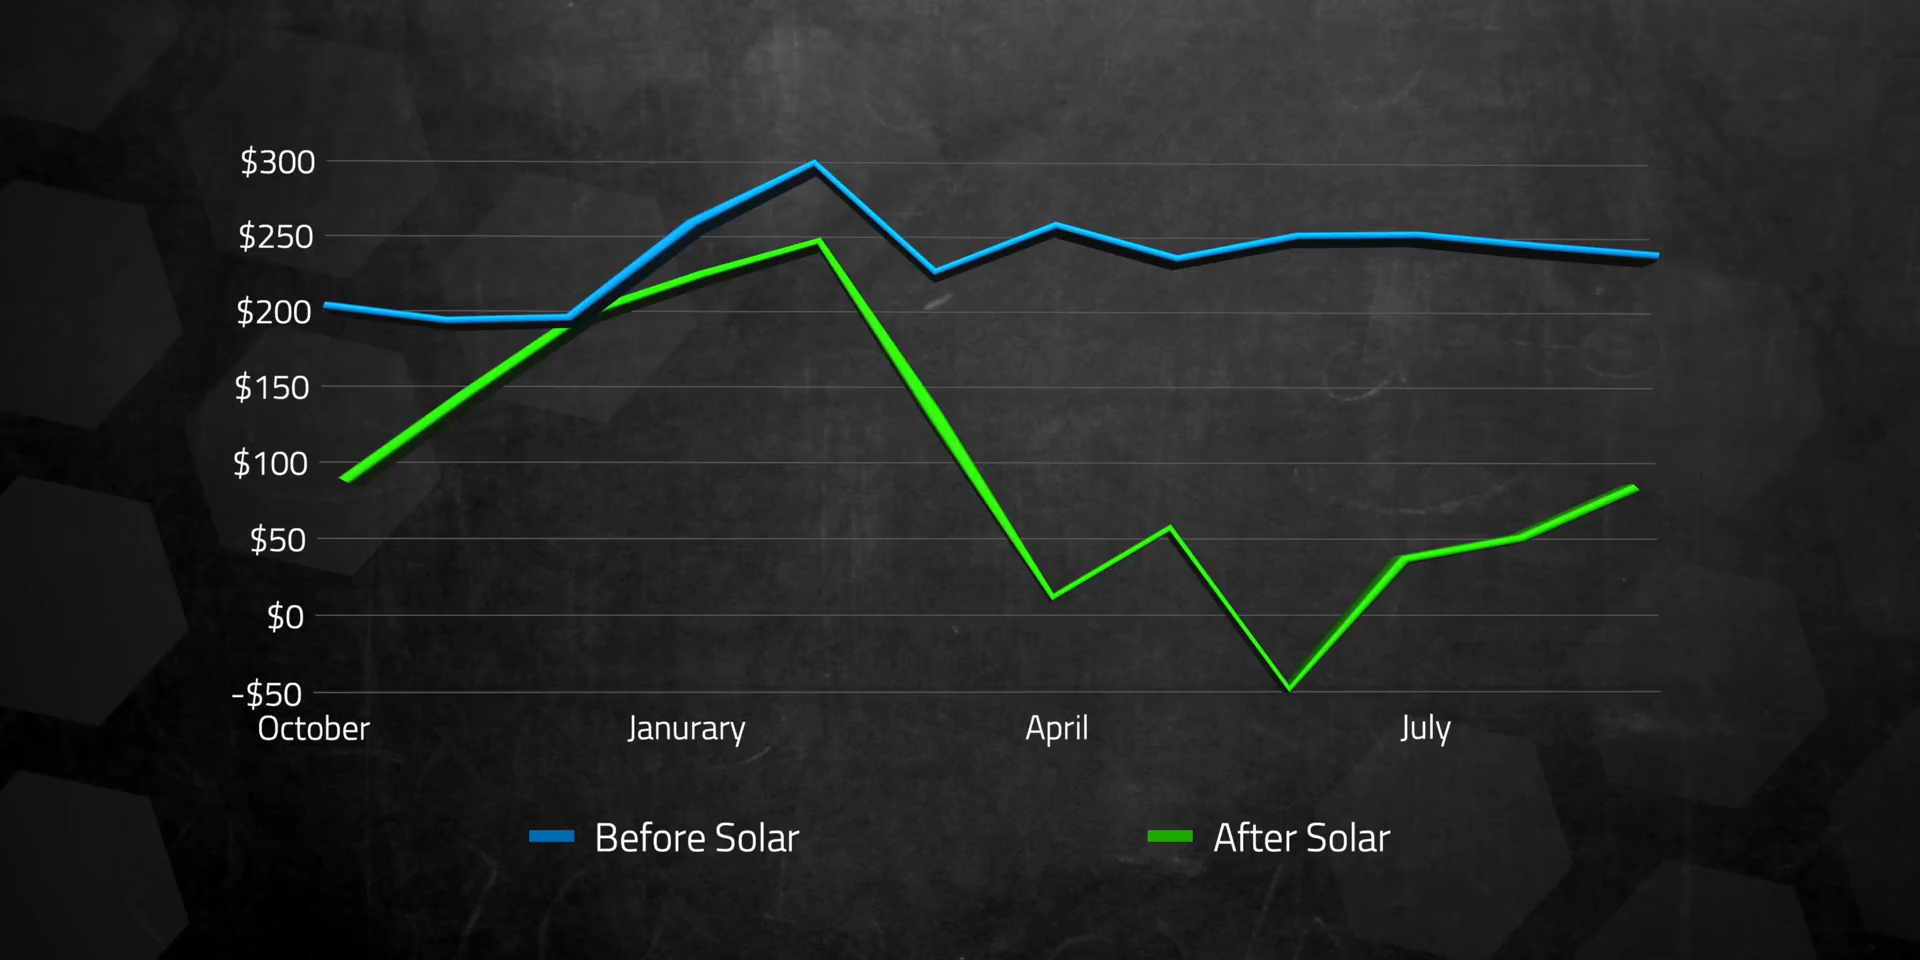 $300
$250
$200
$150
$100
$50
$0
-$50
October
Janurary
April
July
Before Solar
After Solar